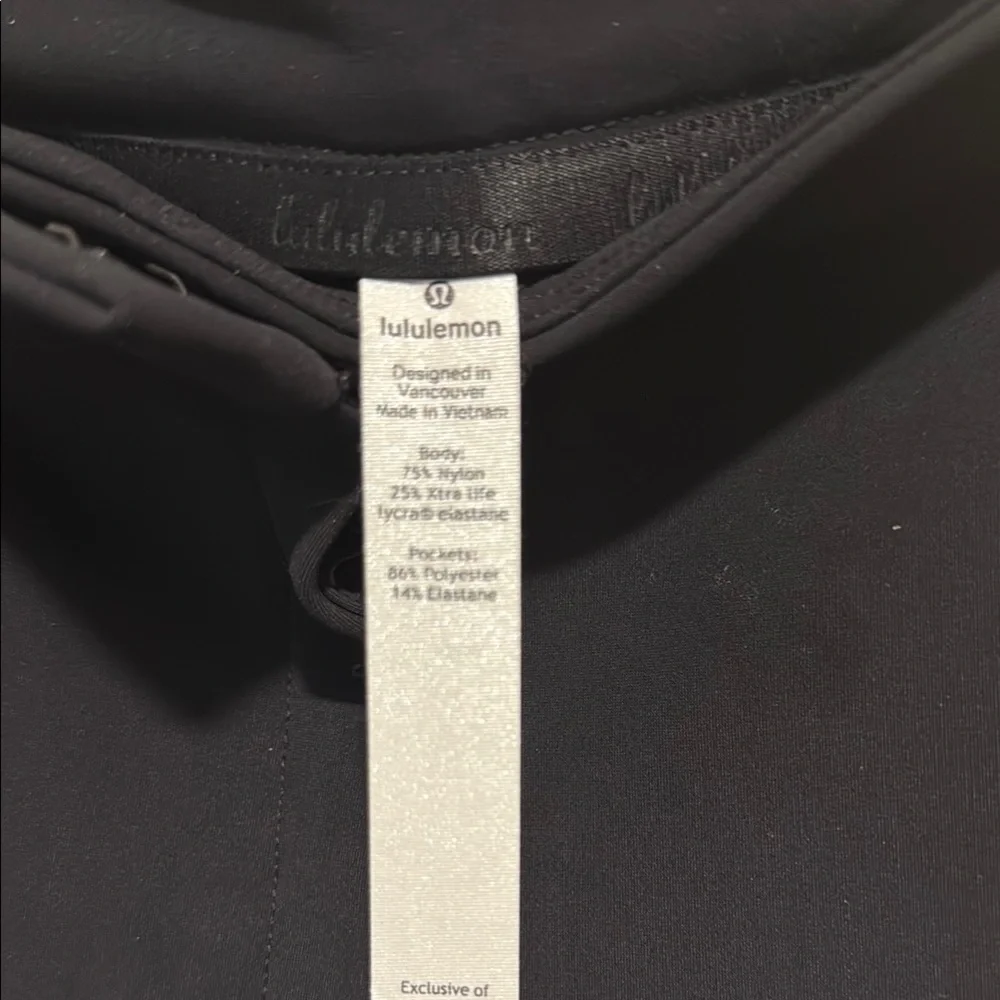 lululemon
lululemon
Designed in
Vancouver
Made in Vietnam
Body:
75% Nylon
25% Xtra life
lycra® elastane
Pockets:
86% Polyester
14% Elastane
Exclusive of